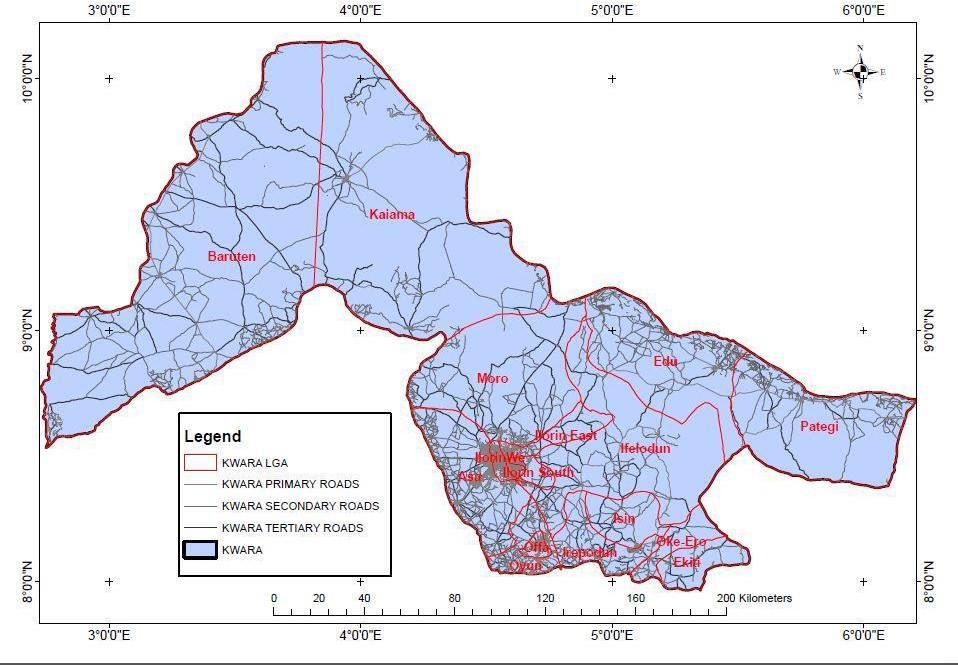 3°0'0"E 4°0'0"E 5°0'0"E 6°0'0"E
10°0'0"N 10°0'0"N
N
W E
S
Kaiama
Baruten
9°0'0"N 9°0'0"N
Edu
Moro
Pategi
Ilorin East
Ifelodun
IlorinWe
Ilorin South
Asa
Isin
Oke-Ero
Offa
Irepodun
Ekiti
Oyun
Legend
KWARA LGA
KWARA PRIMARY ROADS
KWARA SECONDARY ROADS
KWARA TERTIARY ROADS
KWARA
8°0'0"N 8°0'0"N
0 20 40 80 120 160 200 Kilometers
3°0'0"E 4°0'0"E 5°0'0"E 6°0'0"E